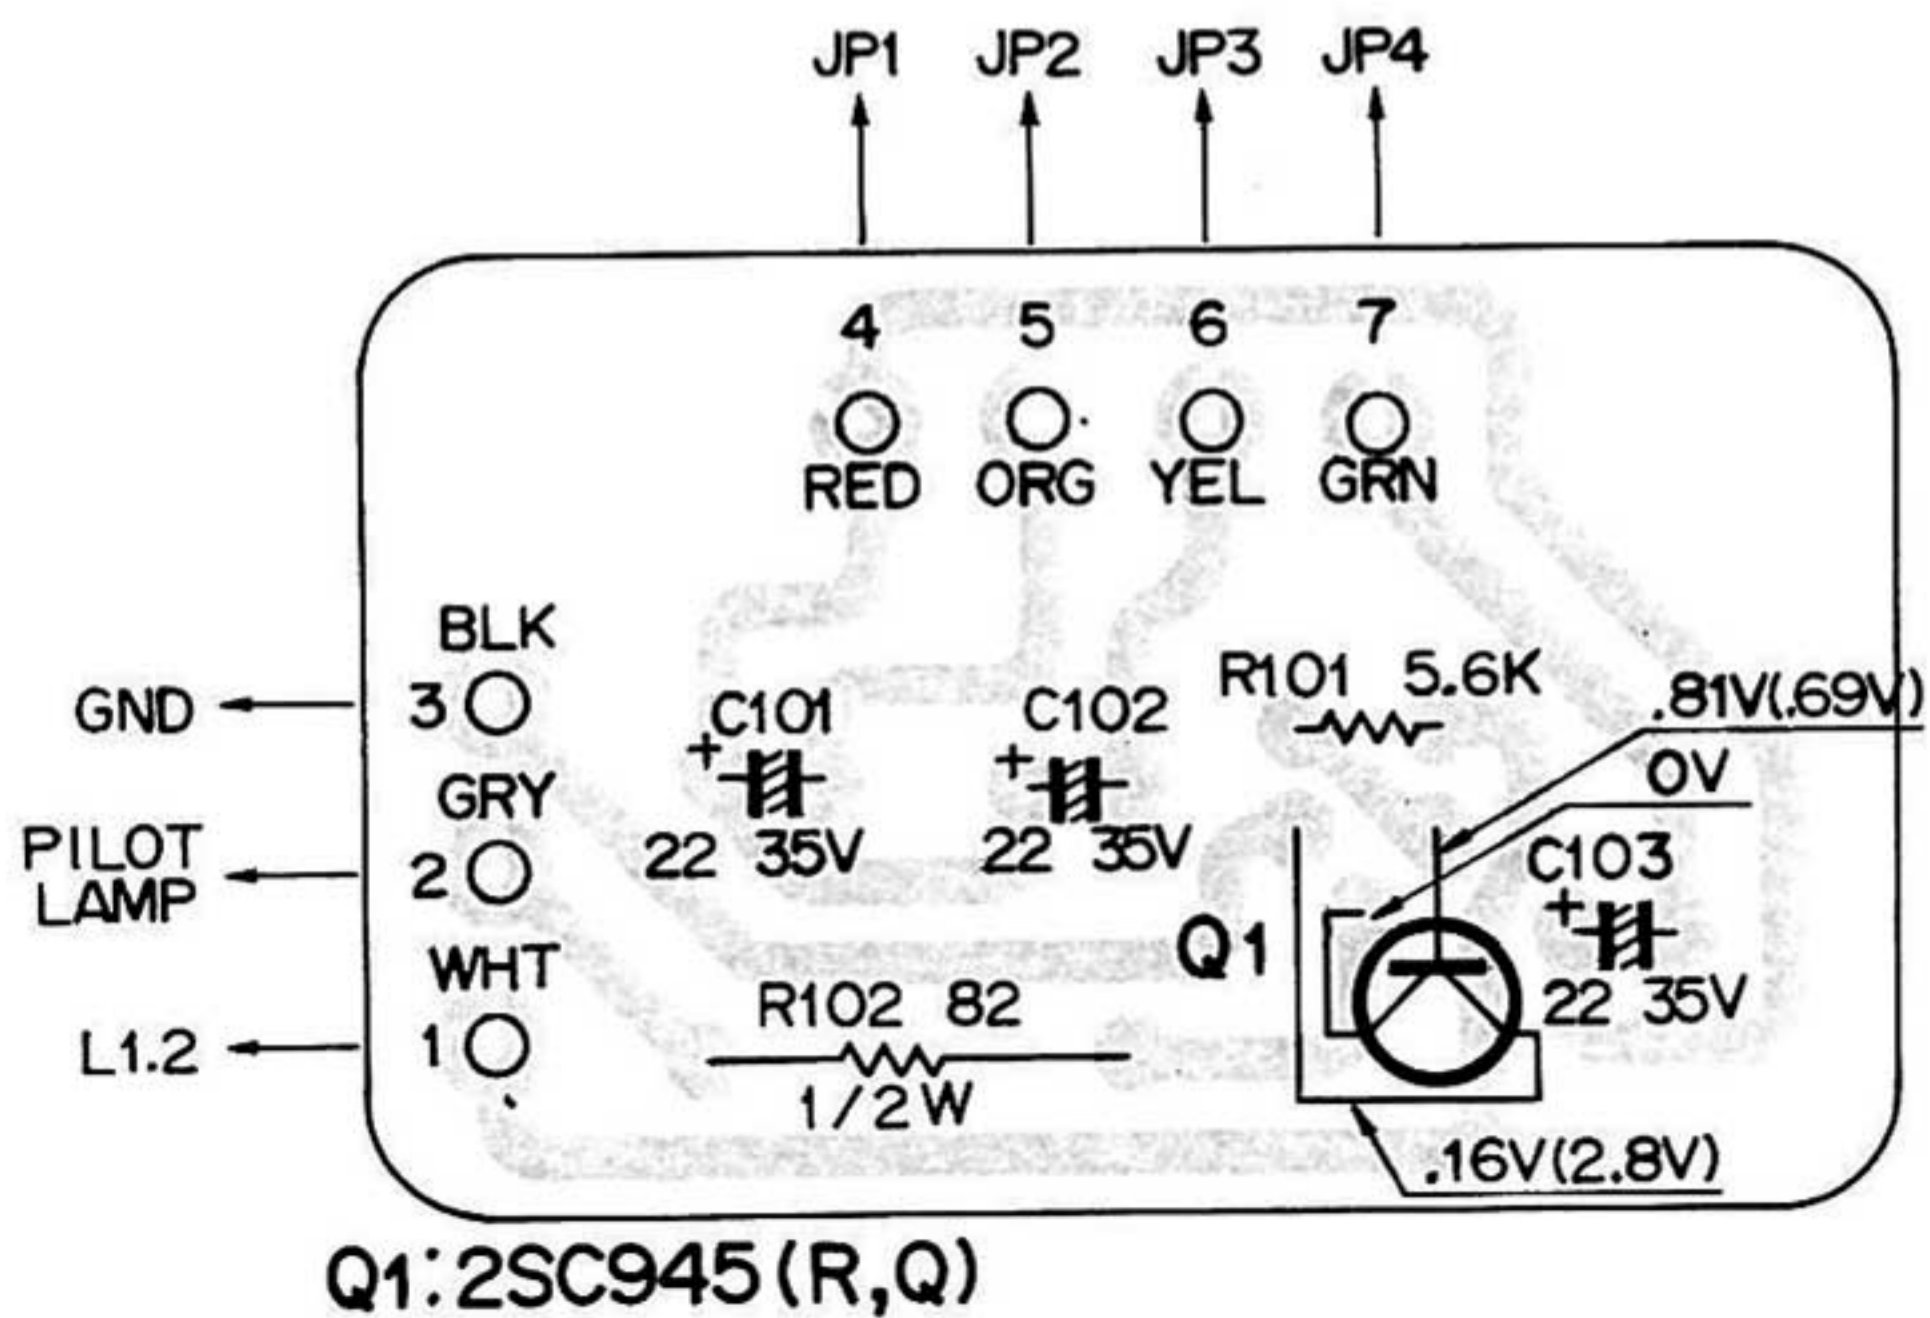 JP1 JP2 JP3 JP4
4 5 6 7
RED ORG YEL GRN
BLK
GND 3
GRY
PILOT
LAMP
2
WHT
L1.2 1
C101
+
22 35V
C102
+
22 35V
R101 5.6K
.81V(.69V)
0V
C103
+
22 35V
Q1
R102 82
1/2W
.16V(2.8V)
Q1:2SC945(R,Q)